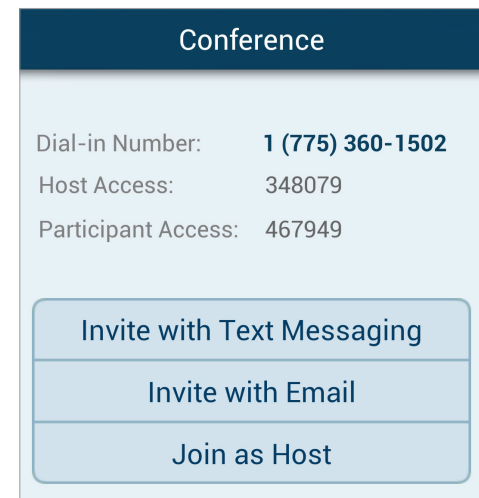 Conference
Dial-in Number: 1 (775) 360-1502
Host Access: 348079
Participant Access: 467949
Invite with Text Messaging
Invite with Email
Join as Host